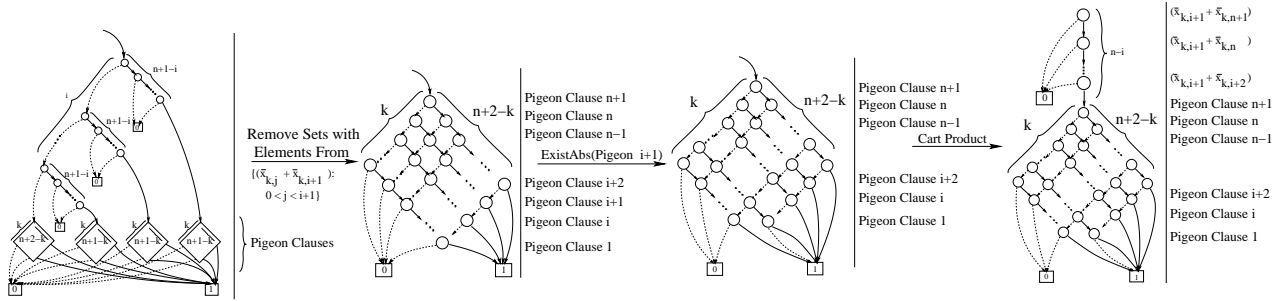 n+1−i
i
n+1−i
0
n+1−i
0
0
k
n+2−k
k
n+1−k
k
n+1−k
k
n+1−k
0
1
Pigeon Clauses
Remove Sets with
Elements From
{(x̄k,j + x̄k,i+1 ):
0 < j < i+1}
k
n+2−k
0
1
Pigeon Clause n+1
Pigeon Clause n
Pigeon Clause n−1
Pigeon Clause i+2
Pigeon Clause i+1
Pigeon Clause i
Pigeon Clause 1
ExistAbs(Pigeon i+1)
k
n+2−k
0
1
Pigeon Clause n+1
Pigeon Clause n
Pigeon Clause n−1
Pigeon Clause i+2
Pigeon Clause i
Pigeon Clause 1
Cart Product
n−i
0
k
n+2−k
0
1
(x̄k,i+1 + x̄k,n+1)
(x̄k,i+1 + x̄k,n )
(x̄k,i+1 + x̄k,i+2)
Pigeon Clause n+1
Pigeon Clause n
Pigeon Clause n−1
Pigeon Clause i+2
Pigeon Clause i
Pigeon Clause 1